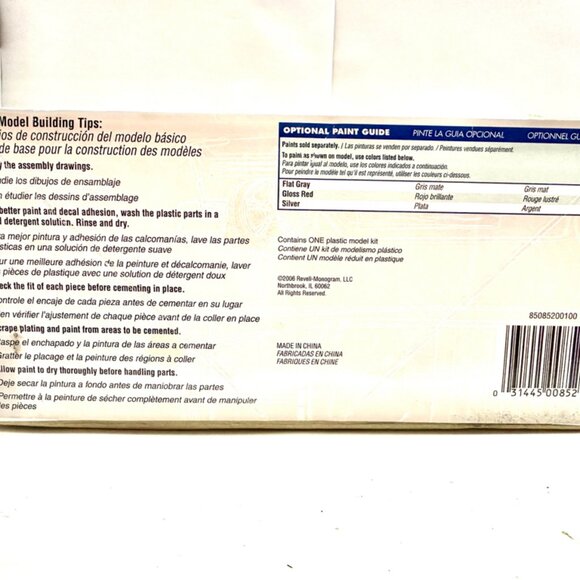 Model Building Tips:
ios de construcción del modelo básico
de base pour la construction des modèles
y the assembly drawings.
udie los dibujos de ensamblaje
n étudier les dessins d'assemblage
better paint and decal adhesion, wash the plastic parts in a
d detergent solution. Rinse and dry.
ra mejor pintura y adhesión de las calcomanías, lave las partes
ásticas en una solución de detergente suave
our une meilleure adhésion de la peinture et décalcomanie, laver
s pièces de plastique avec une solution de détergent doux
eck the fit of each piece before cementing in place.
ontrole el encaje de cada pieza antes de cementar en su lugar
en vérifier l'ajustement de chaque pièce avant de la coller en place
crape plating and paint from areas to be cemented.
Raspe el enchapado y la pintura de las áreas a cementar
Gratter le placage et la peinture des régions à coller
Allow paint to dry thoroughly before handling parts.
Deje secar la pintura a fondo antes de maniobrar las partes
Permettre à la peinture de sécher complètement avant de manipuler
les pièces
OPTIONAL PAINT GUIDE PINTE LA GUIA OPCIONAL OPTIONNEL GU
Paints sold separately. / Las pinturas se venden por separado. / Peintures vendues séparément.
To paint as shown on model, use colors listed below.
Para pintar igual al modelo, use los colores indicados a continuación.
Pour peindre le modèle tel qu'il est représenté, utiliser les couleurs ci-dessous.
Flat Gray Gris mate Gris mat
Gloss Red Rojo brillante Rouge lustré
Silver Plata Argent
Contains ONE plastic model kit
Contiene UN kit de modelismo plástico
Contient UN modèle réduit en plastique
©2006 Revell-Monogram, LLC
Northbrook, IL 60062
All Rights Reserved.
85085200100
MADE IN CHINA
FABRICADAS EN CHINA
FABRIQUES EN CHINE
0 31445 00852